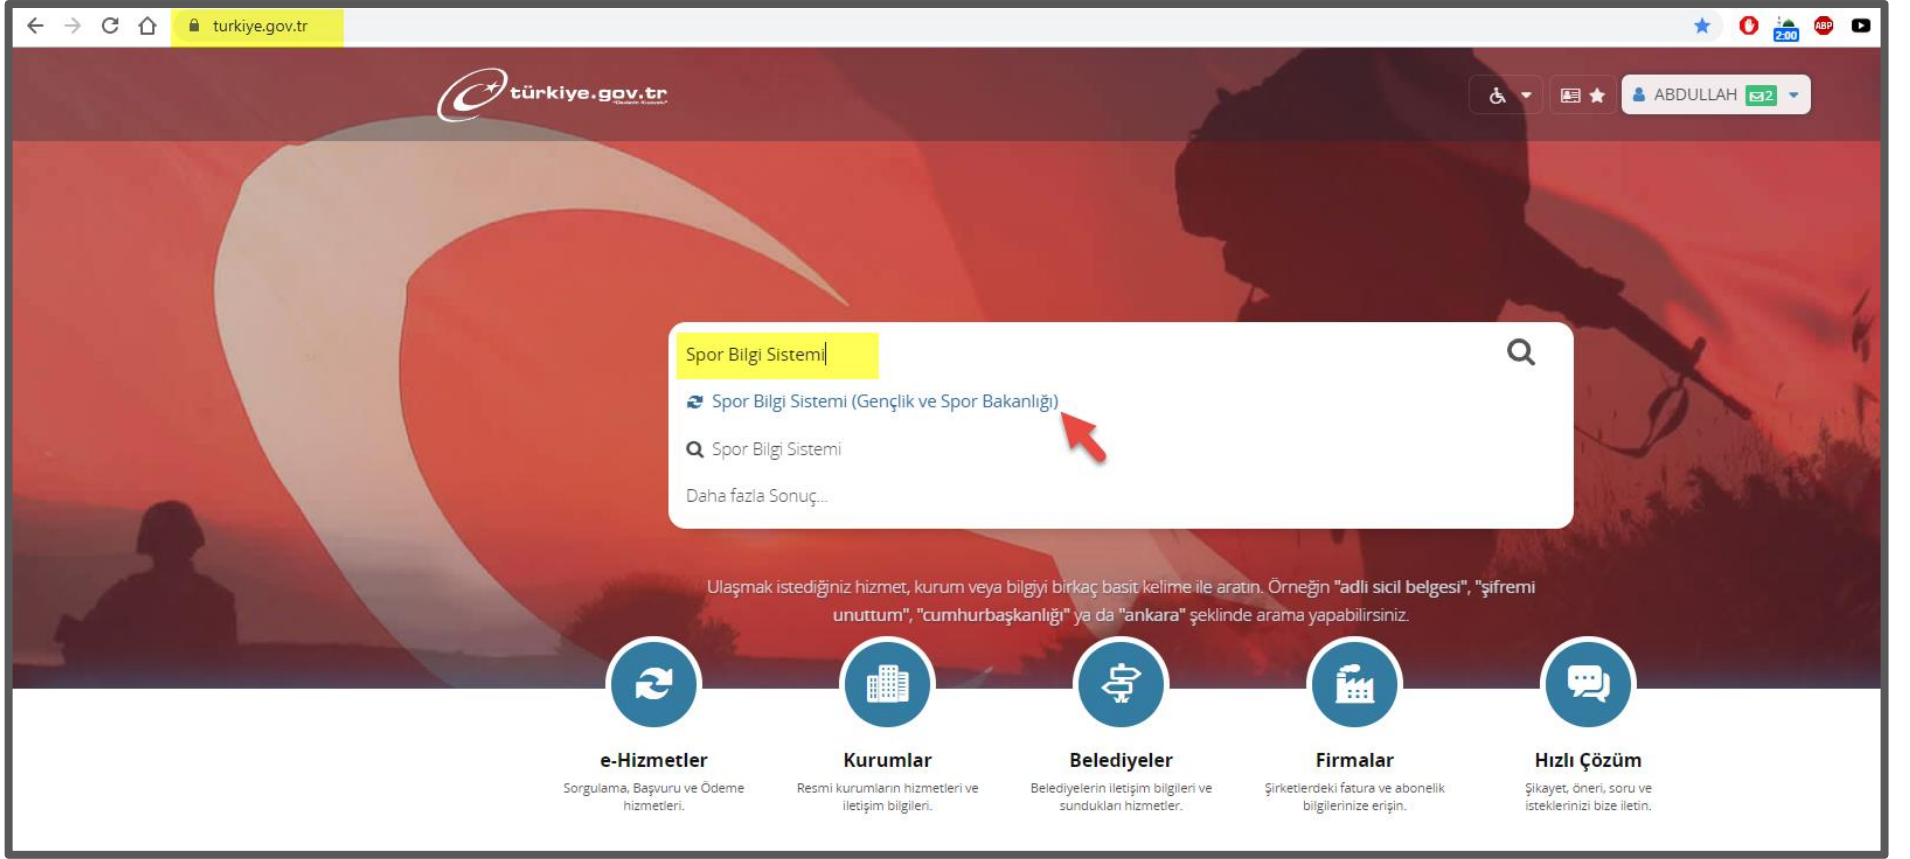 turkiye.gov.tr
2:00
ABP
türkiye.gov.tr
ABDULLAH 2
Spor Bilgi Sistemi
Spor Bilgi Sistemi (Gençlik ve Spor Bakanlığı)
Spor Bilgi Sistemi
Daha fazla Sonuç...
Ulaşmak istediğiniz hizmet, kurum veya bilgiyi birkaç basit kelime ile aratın. Örneğin "adli sicil belgesi", "şifremi
unuttum", "cumhurbaşkanlığı" ya da "ankara" şeklinde arama yapabilirsiniz.
e-Hizmetler
Sorgulama, Başvuru ve Ödeme
hizmetleri.
Kurumlar
Resmi kurumların hizmetleri ve
iletişim bilgileri.
Belediyeler
Belediyelerin iletişim bilgileri ve
sundukları hizmetler.
Firmalar
Şirketlerdeki fatura ve abonelik
bilgilerinize erişin.
Hızlı Çözüm
Şikayet, öneri, soru ve
isteklerinizi bize iletin.